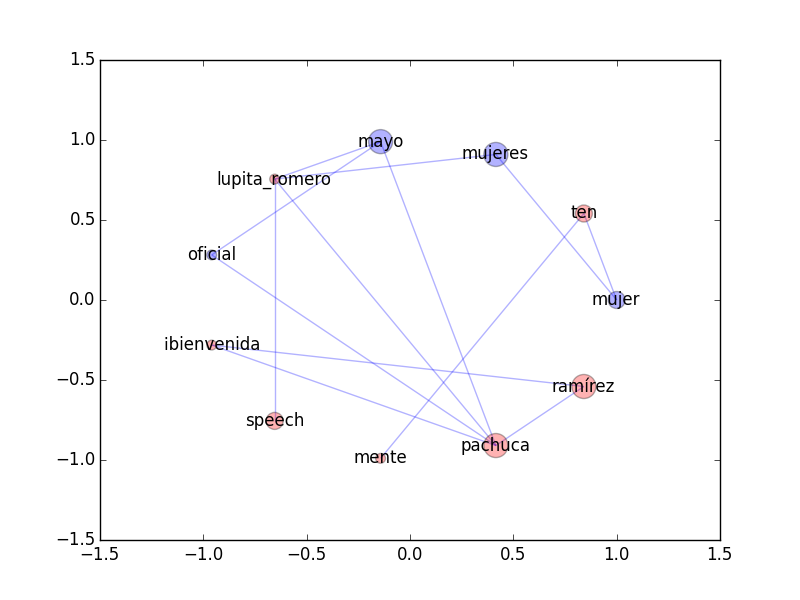 1.5
mayo
1.0
mujeres
lupita_romero
ten
0.5
oficial
mujer
0.0
ibienvenida
−0.5
ramírez
speech
pachuca
mente
−1.0
−1.5
−1.5 −1.0 −0.5 0.0 0.5 1.0 1.5